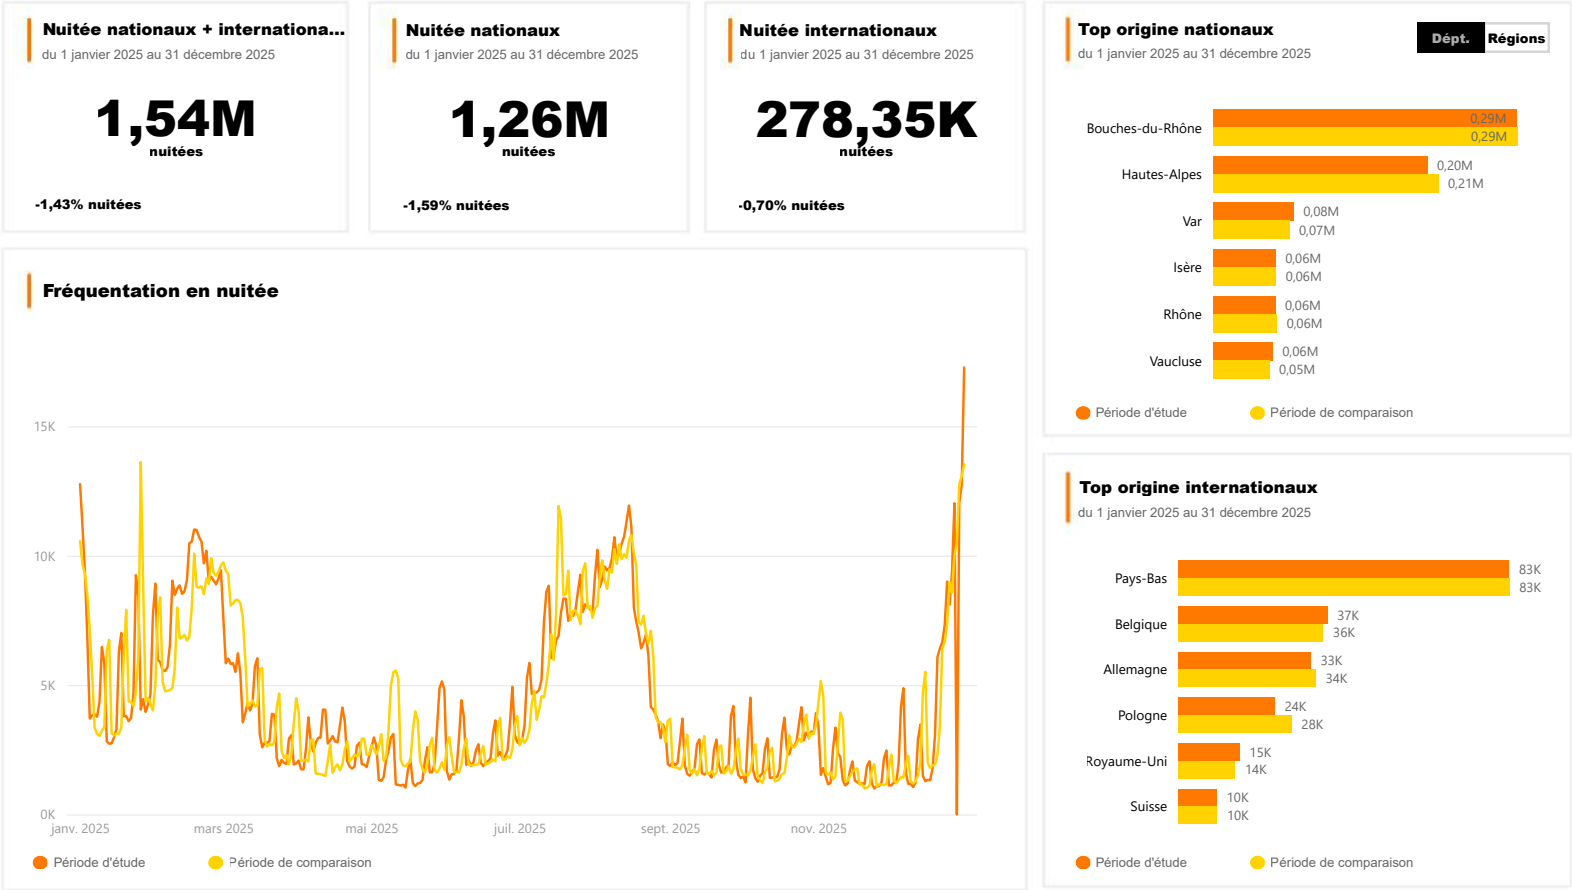 Nuitée nationaux + internationa...
du 1 janvier 2025 au 31 décembre 2025
1,54M
nuitées
-1,43% nuitées
Nuitée nationaux
du 1 janvier 2025 au 31 décembre 2025
1,26M
nuitées
-1,59% nuitées
Nuitée internationaux
du 1 janvier 2025 au 31 décembre 2025
278,35K
nuitées
-0,70% nuitées
Fréquentation en nuitée
15K
10K
5K
0K
janv. 2025
mars 2025
mai 2025
juil. 2025
sept. 2025
nov. 2025
Période d'étude
Période de comparaison
Top origine nationaux
du 1 janvier 2025 au 31 décembre 2025
Dépt.
Régions
Bouches-du-Rhône
0,29M
0,29M
Hautes-Alpes
0,20M
0,21M
Var
0,08M
0,07M
Isère
0,06M
0,06M
Rhône
0,06M
0,06M
Vaucluse
0,06M
0,05M
Période d'étude
Période de comparaison
Top origine internationaux
du 1 janvier 2025 au 31 décembre 2025
Pays-Bas
83K
83K
Belgique
37K
36K
Allemagne
33K
34K
Pologne
24K
28K
Royaume-Uni
15K
14K
Suisse
10K
10K
Période d'étude
Période de comparaison